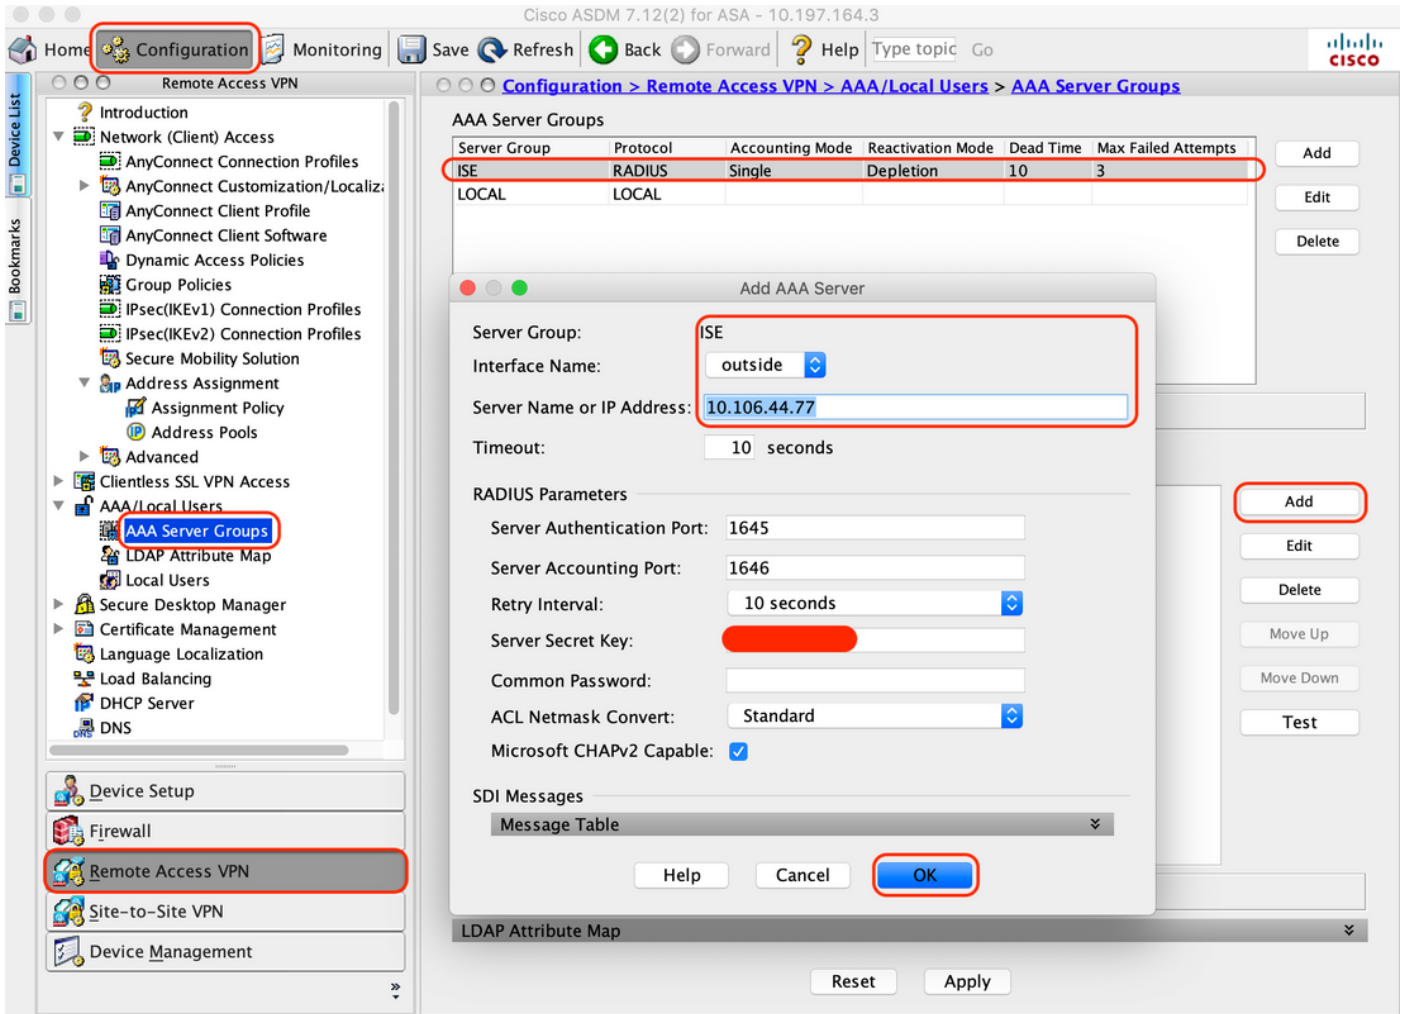 Cisco ASDM 7.12(2) for ASA - 10.197.164.3
Home Configuration Monitoring Save Refresh Back Forward Help Type topic Go
CISCO
Device List
Bookmarks
Remote Access VPN
Introduction
Network (Client) Access
AnyConnect Connection Profiles
AnyConnect Customization/Localiza
AnyConnect Client Profile
AnyConnect Client Software
Dynamic Access Policies
Group Policies
IPsec(IKEv1) Connection Profiles
IPsec(IKEv2) Connection Profiles
Secure Mobility Solution
Address Assignment
Assignment Policy
Address Pools
Advanced
Clientless SSL VPN Access
AAA/Local Users
AAA Server Groups
LDAP Attribute Map
Local Users
Secure Desktop Manager
Certificate Management
Language Localization
Load Balancing
DHCP Server
DNS
Device Setup
Firewall
Remote Access VPN
Site-to-Site VPN
Device Management
Configuration > Remote Access VPN > AAA/Local Users > AAA Server Groups
AAA Server Groups
Server Group Protocol Accounting Mode Reactivation Mode Dead Time Max Failed Attempts
ISE RADIUS Single Depletion 10 3
LOCAL LOCAL
Add
Edit
Delete
Add AAA Server
Server Group: ISE
Interface Name: outside
Server Name or IP Address: 10.106.44.77
Timeout: 10 seconds
RADIUS Parameters
Server Authentication Port: 1645
Server Accounting Port: 1646
Retry Interval: 10 seconds
Server Secret Key:
Common Password:
ACL Netmask Convert: Standard
Microsoft CHAPv2 Capable:
SDI Messages
Message Table
Help Cancel OK
Add
Edit
Delete
Move Up
Move Down
Test
LDAP Attribute Map
Reset Apply